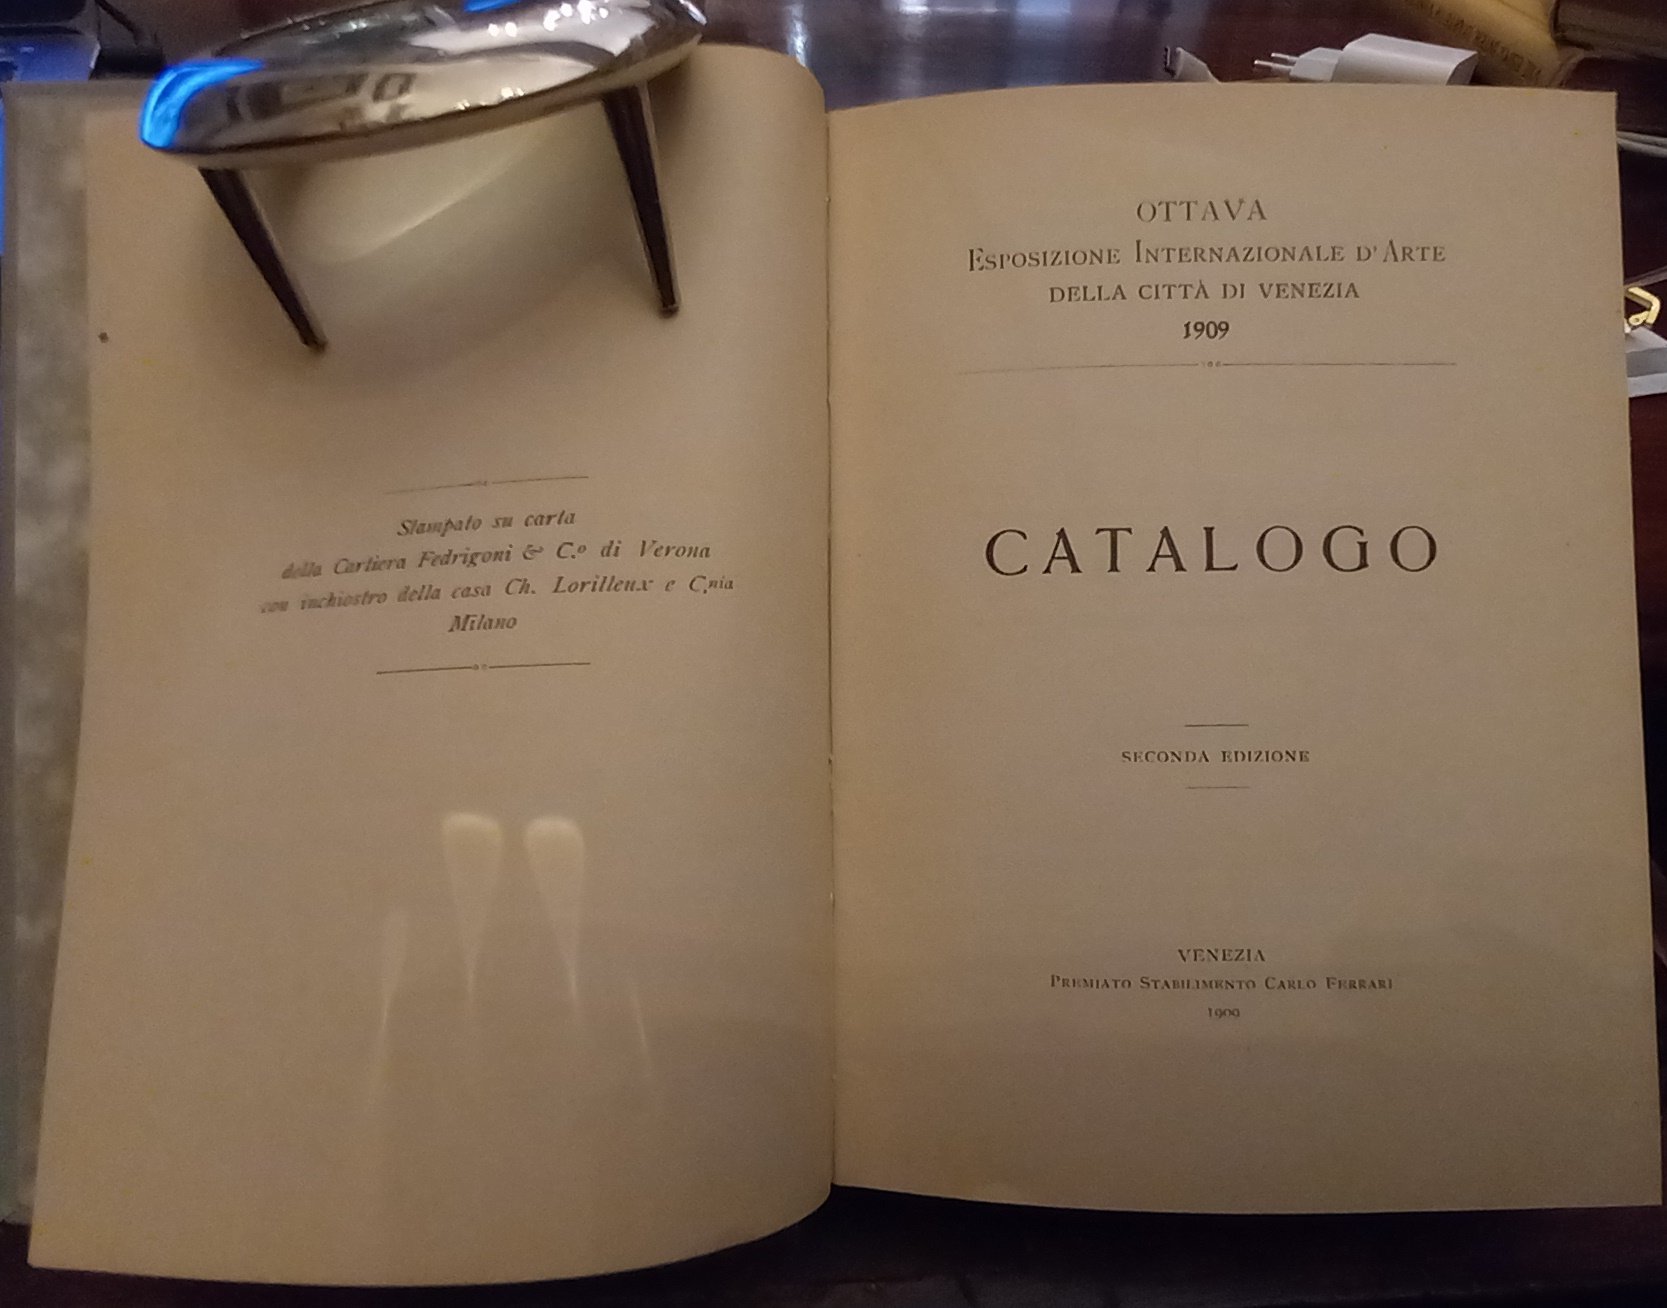 Stampato su carta
della Cartiera Fedrigoni & C.º di Verona
con inchiostro della casa Ch. Lorilleux e C.nia
Milano
OTTAVA
ESPOSIZIONE INTERNAZIONALE D'ARTE
DELLA CITTÀ DI VENEZIA
1909
CATALOGO
SECONDA EDIZIONE
VENEZIA
PREMIATO STABILIMENTO CARLO FERRARI
1909